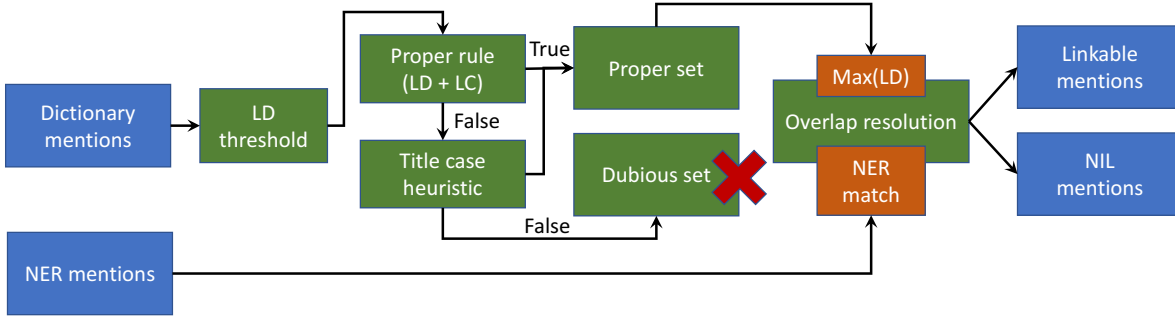 Dictionary
mentions
LD
threshold
Proper rule
(LD + LC)
True
False
Title case
heuristic
False
Proper set
Dubious set
Max(LD)
Overlap resolution
NER
match
Linkable
mentions
NIL
mentions
NER mentions